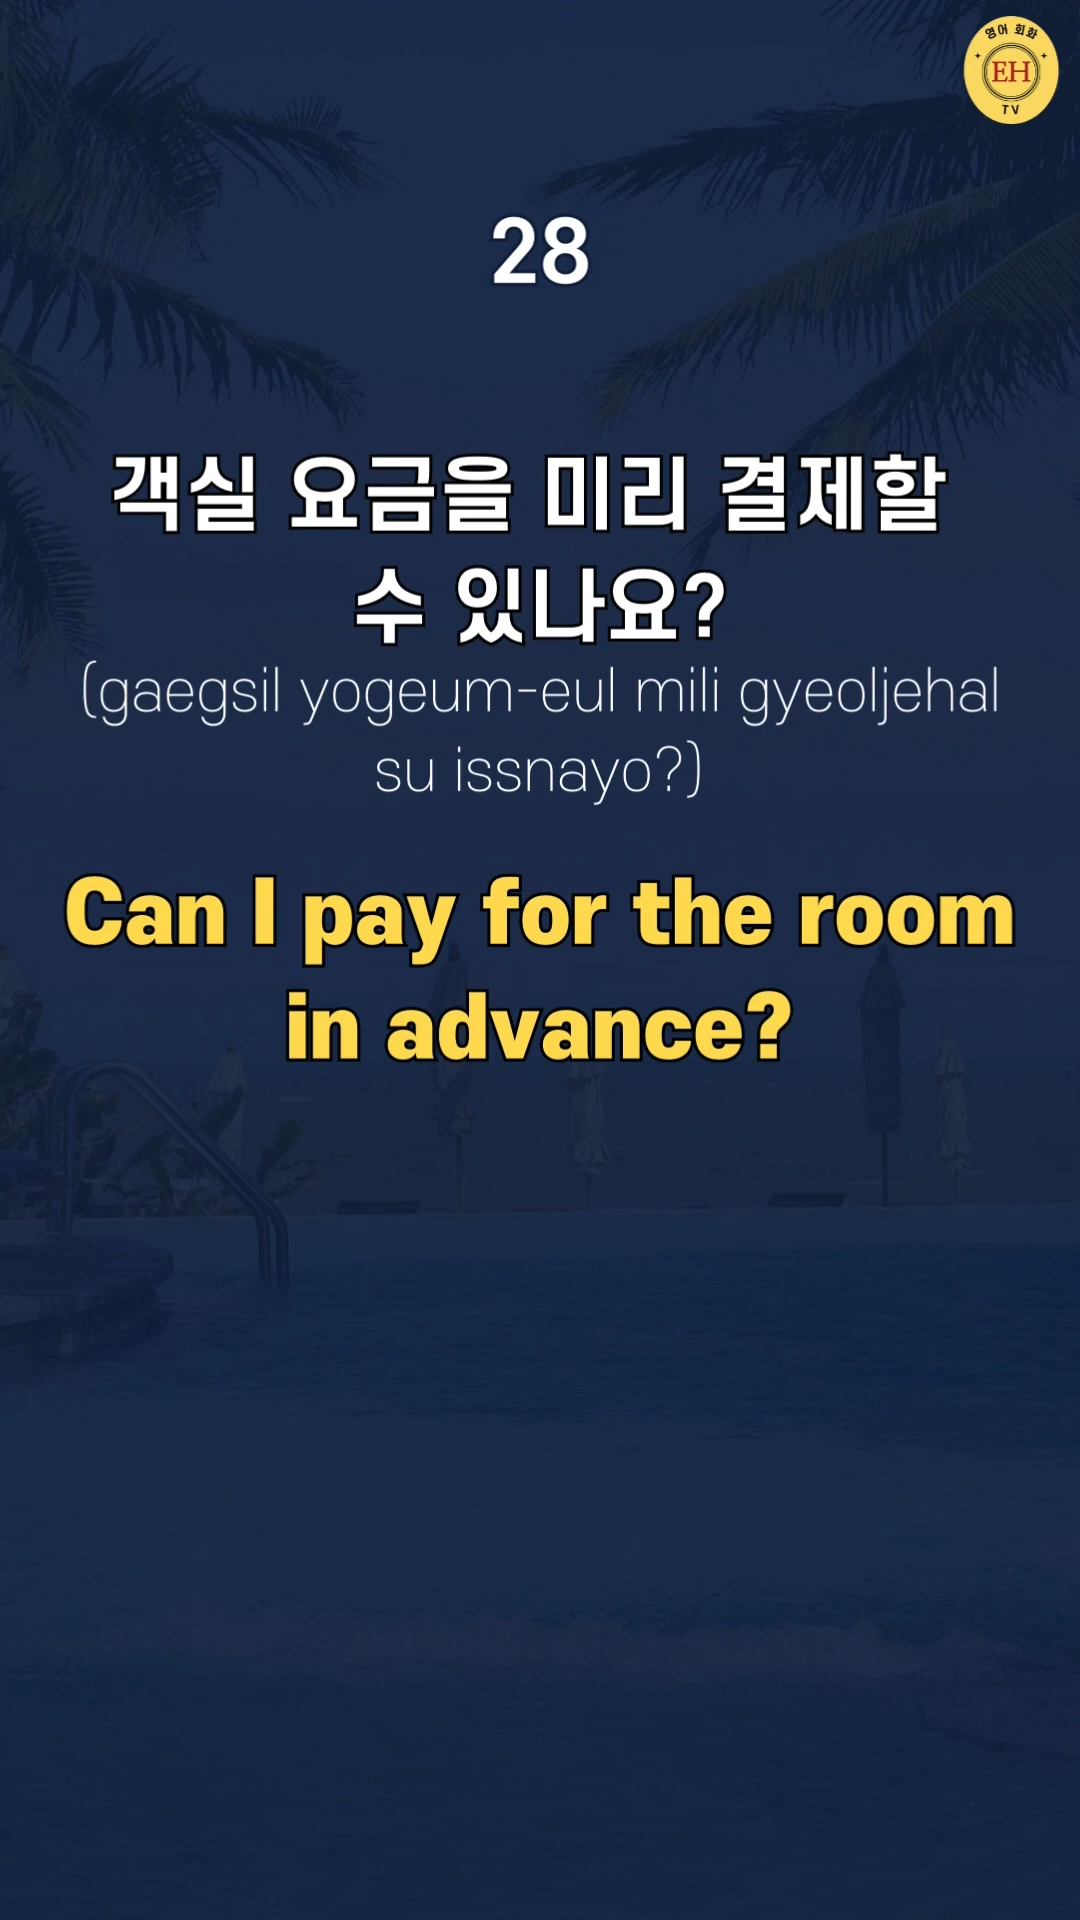 영어 회화
EH
TV
28
객실 요금을 미리 결제할
수 있나요?
(gaegsil yogeum-eul mili gyeoljehal
su issnayo?)
Can I pay for the room
in advance?